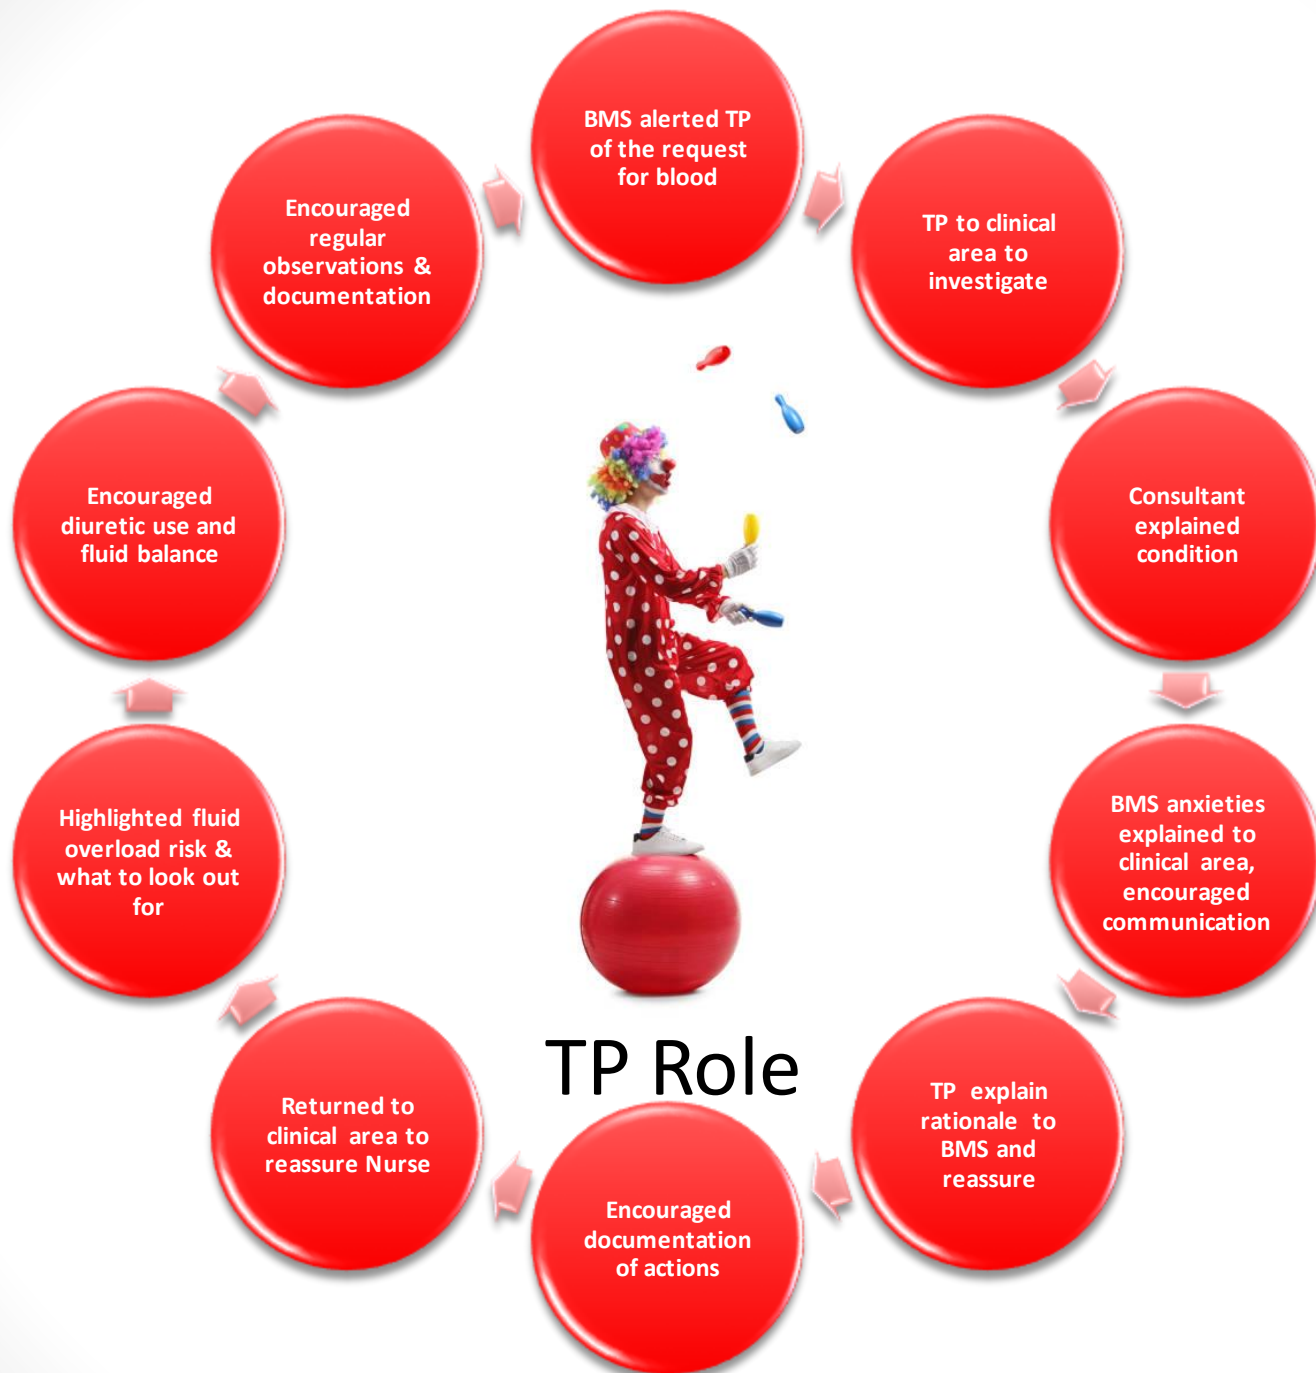 BMS alerted TP
of the request
for blood
TP to clinical
area to
investigate
Consultant
explained
condition
BMS anxieties
explained to
clinical area,
encouraged
communication
TP explain
rationale to
BMS and
reassure
Encouraged
documentation
of actions
Returned to
clinical area to
reassure Nurse
Highlighted fluid
overload risk &
what to look out
for
Encouraged
diuretic use and
fluid balance
Encouraged
regular
observations &
documentation
TP Role